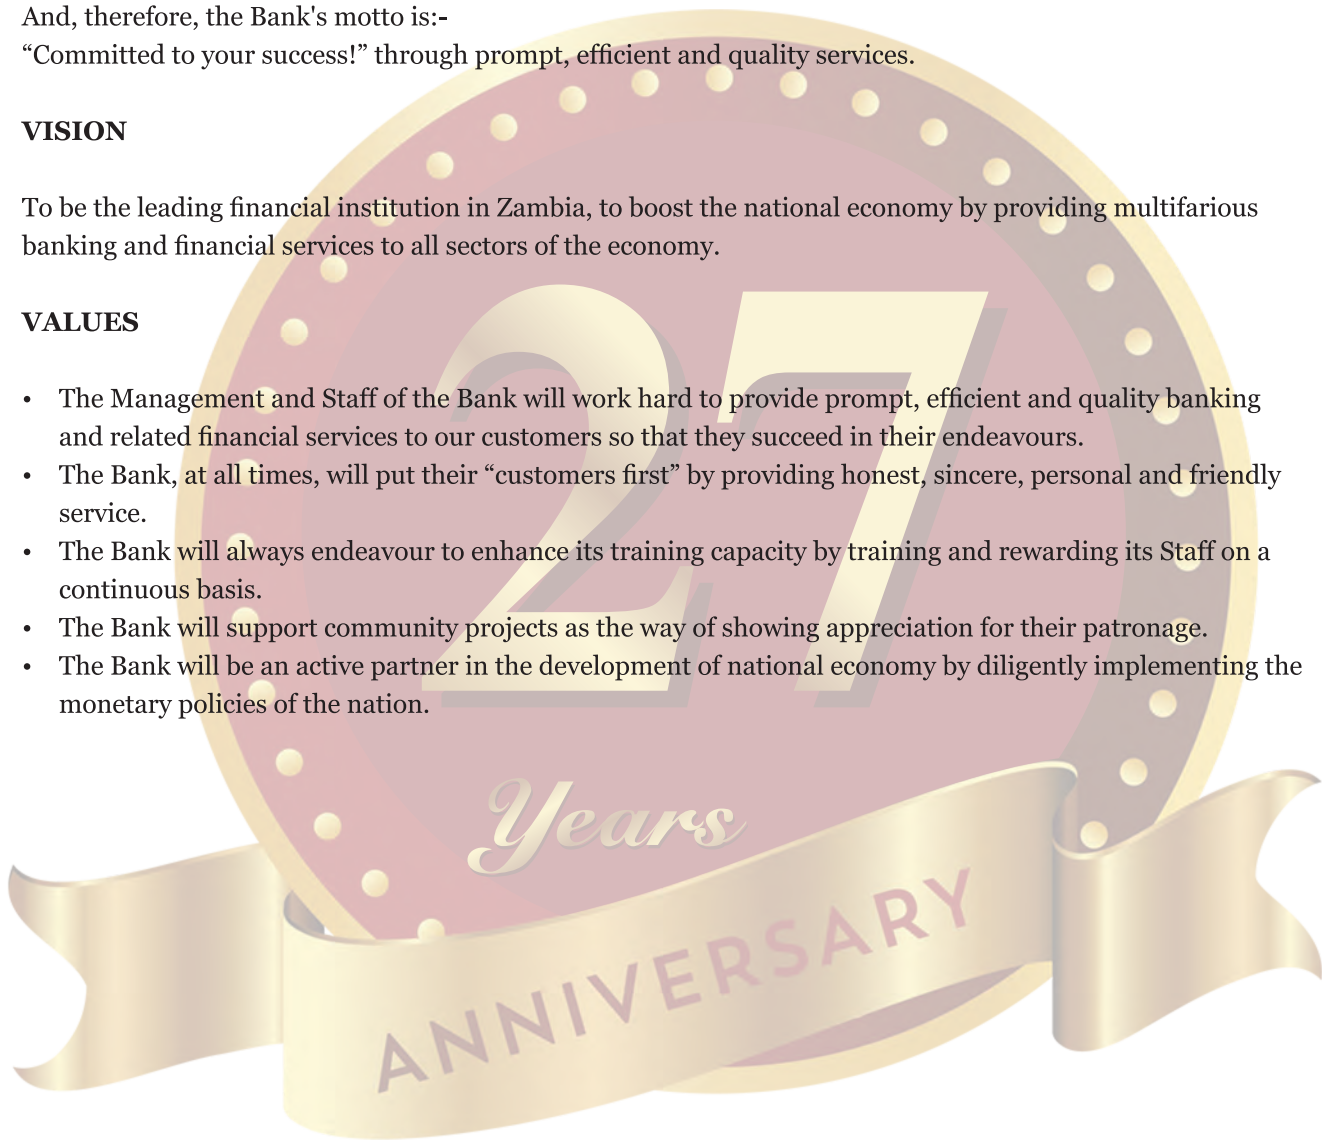 And, therefore, the Bank's motto is:-
“Committed to your success!” through prompt, efficient and quality services.
VISION
To be the leading financial institution in Zambia, to boost the national economy by providing multifarious
banking and financial services to all sectors of the economy.
VALUES
• The Management and Staff of the Bank will work hard to provide prompt, efficient and quality banking
and related financial services to our customers so that they succeed in their endeavours.
• The Bank, at all times, will put their “customers first” by providing honest, sincere, personal and friendly
service.
• The Bank will always endeavour to enhance its training capacity by training and rewarding its Staff on a
continuous basis.
• The Bank will support community projects as the way of showing appreciation for their patronage.
• The Bank will be an active partner in the development of national economy by diligently implementing the
monetary policies of the nation.
27
Years
ANNIVERSARY